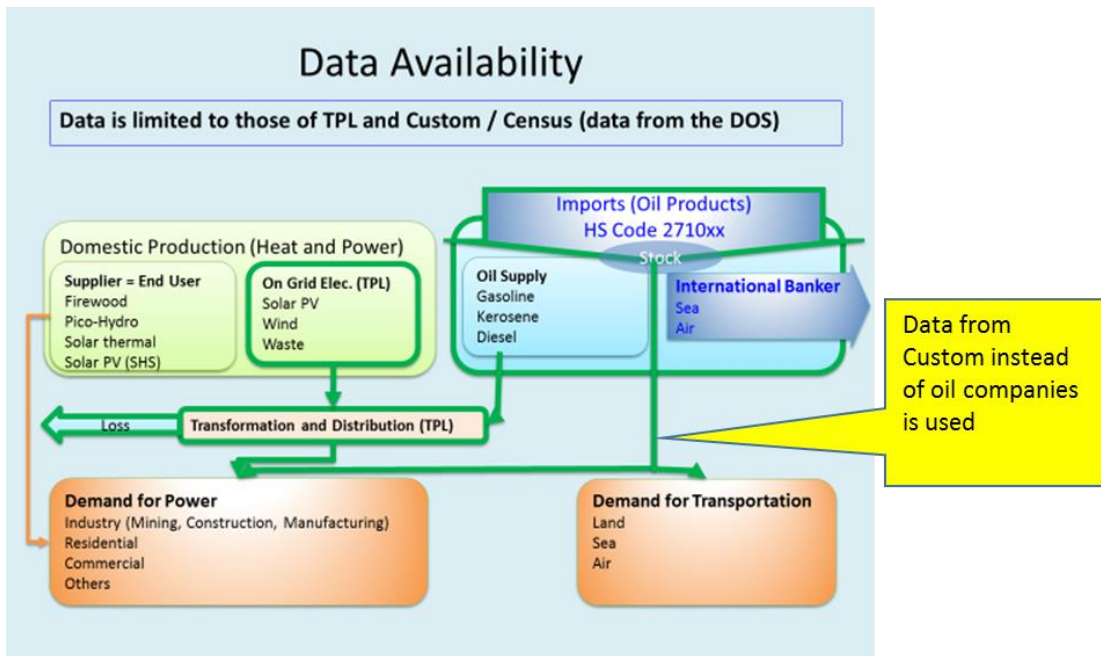 Data Availability
Data is limited to those of TPL and Custom / Census (data from the DOS)
Imports (Oil Products)
HS Code 2710xx
Stock
Domestic Production (Heat and Power)
Supplier = End User
Firewood
Pico-Hydro
Solar thermal
Solar PV (SHS)
On Grid Elec. (TPL)
Solar PV
Wind
Waste
Oil Supply
Gasoline
Kerosene
Diesel
International Banker
Sea
Air
Data from
Custom instead
of oil companies
is used
Loss
Transformation and Distribution (TPL)
Demand for Power
Industry (Mining, Construction, Manufacturing)
Residential
Commercial
Others
Demand for Transportation
Land
Sea
Air